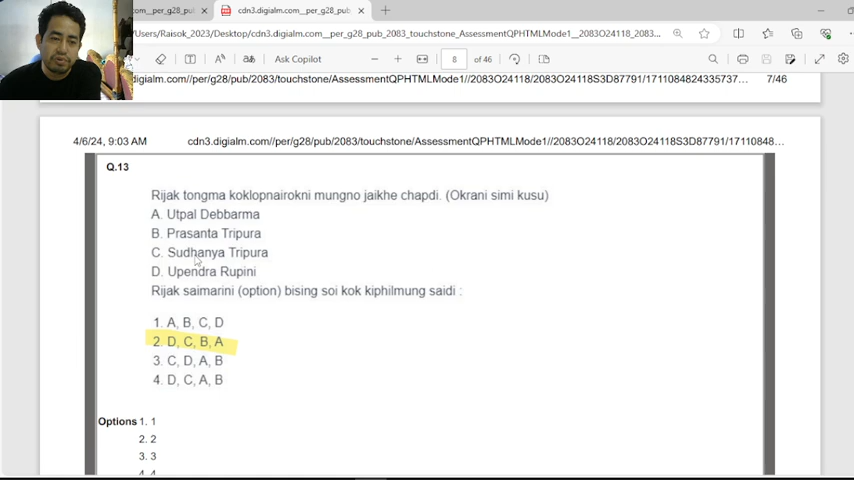 com__per_g28_pub_2083
cdn3.digialm.com__per_g28_pub
/Users/Raisok_2023/Desktop/cdn3.digialm.com__per_g28_pub_2083_touchstone_AssessmentQPHTMLMode1__2083O24118_2083...
Ask Copilot
8 of 46
digialm.com//per/g28/pub/2083/touchstone/AssessmentQPHTMLMode1//2083O24118/2083O24118S3D87791/1711084824335737... 7/46
4/6/24, 9:03 AM cdn3.digialm.com//per/g28/pub/2083/touchstone/AssessmentQPHTMLMode1//2083O24118/2083O24118S3D87791/17110848...
Q.13
Rijak tongma koklopnairokni mungno jaikhe chapdi. (Okrani simi kusu)
A. Utpal Debbarma
B. Prasanta Tripura
C. Sudhanya Tripura
D. Upendra Rupini
Rijak saimarini (option) bising soi kok kiphilmung saidi :
1. A, B, C, D
2. D, C, B, A
3. C, D, A, B
4. D, C, A, B
Options 1. 1
2. 2
3. 3
4. 4